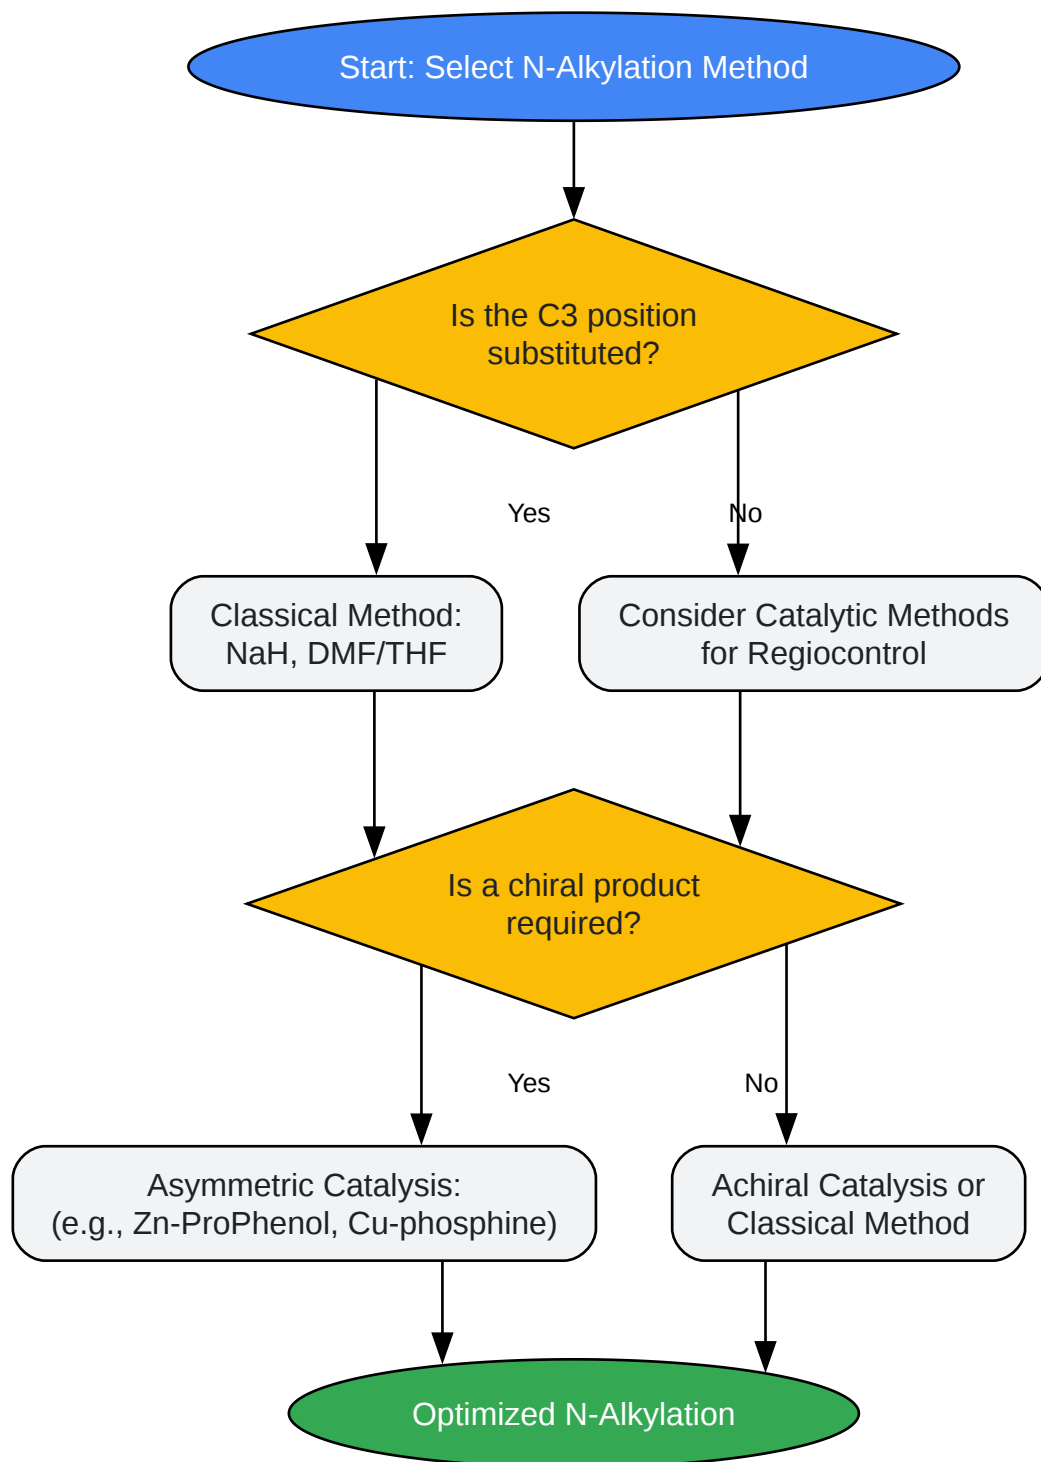 Start: Select N-Alkylation Method
Is the C3 position
substituted?
Yes
No
Classical Method:
NaH, DMF/THF
Consider Catalytic Methods
for Regiocontrol
Is a chiral product
required?
Yes
No
Asymmetric Catalysis:
(e.g., Zn-ProPhenol, Cu-phosphine)
Achiral Catalysis or
Classical Method
Optimized N-Alkylation